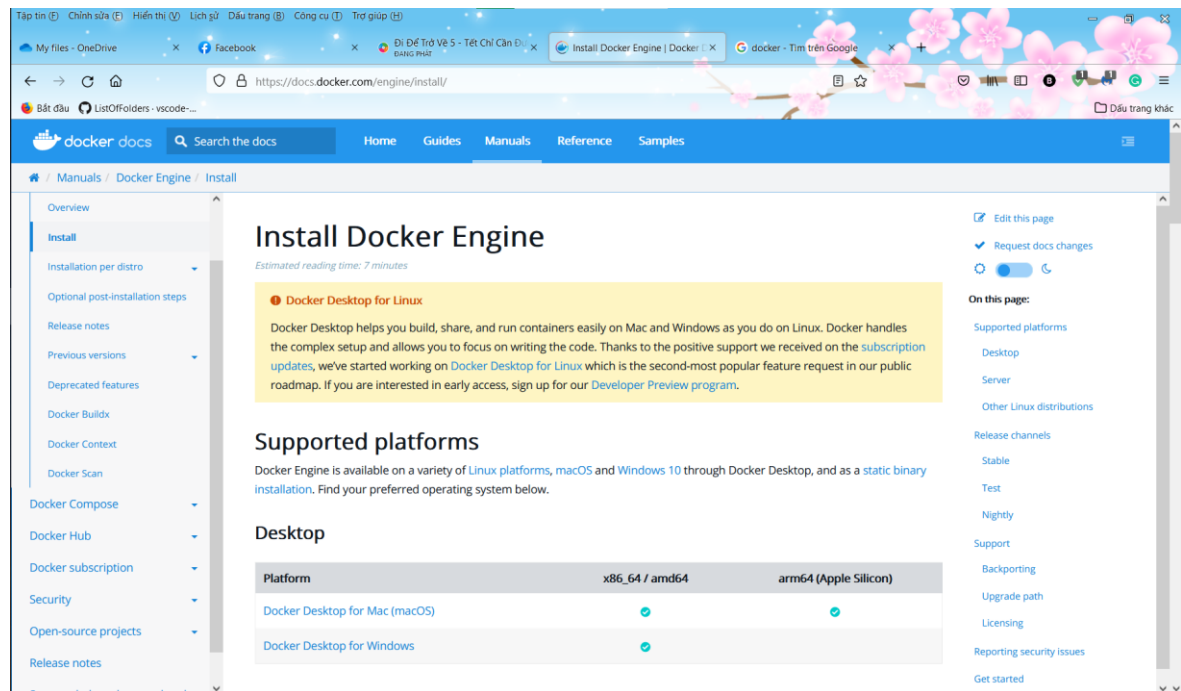 Tập tin (F) Chỉnh sửa (E) Hiển thị (V) Lịch sử Dấu trang (B) Công cụ (T) Trợ giúp (H)
My files - OneDrive
Facebook
Đi Để Trở Về 5 - Tết Chỉ Cần Đư
ĐANG PHÁT
Install Docker Engine | Docker D
docker - Tìm trên Google
https://docs.docker.com/engine/install/
Bắt đầu ListOfFolders · vscode-...
Dấu trang khác
docker docs Search the docs Home Guides Manuals Reference Samples
/ Manuals / Docker Engine / Install
Overview
Install
Installation per distro
Optional post-installation steps
Release notes
Previous versions
Deprecated features
Docker Buildx
Docker Context
Docker Scan
Docker Compose
Docker Hub
Docker subscription
Security
Open-source projects
Release notes
Install Docker Engine
Estimated reading time: 7 minutes
Docker Desktop for Linux
Docker Desktop helps you build, share, and run containers easily on Mac and Windows as you do on Linux. Docker handles
the complex setup and allows you to focus on writing the code. Thanks to the positive support we received on the subscription
updates, we've started working on Docker Desktop for Linux which is the second-most popular feature request in our public
roadmap. If you are interested in early access, sign up for our Developer Preview program.
Supported platforms
Docker Engine is available on a variety of Linux platforms, macOS and Windows 10 through Docker Desktop, and as a static binary
installation. Find your preferred operating system below.
Desktop
Platform x86_64 / amd64 arm64 (Apple Silicon)
Docker Desktop for Mac (macOS)
Docker Desktop for Windows
Edit this page
Request docs changes
On this page:
Supported platforms
Desktop
Server
Other Linux distributions
Release channels
Stable
Test
Nightly
Support
Backporting
Upgrade path
Licensing
Reporting security issues
Get started